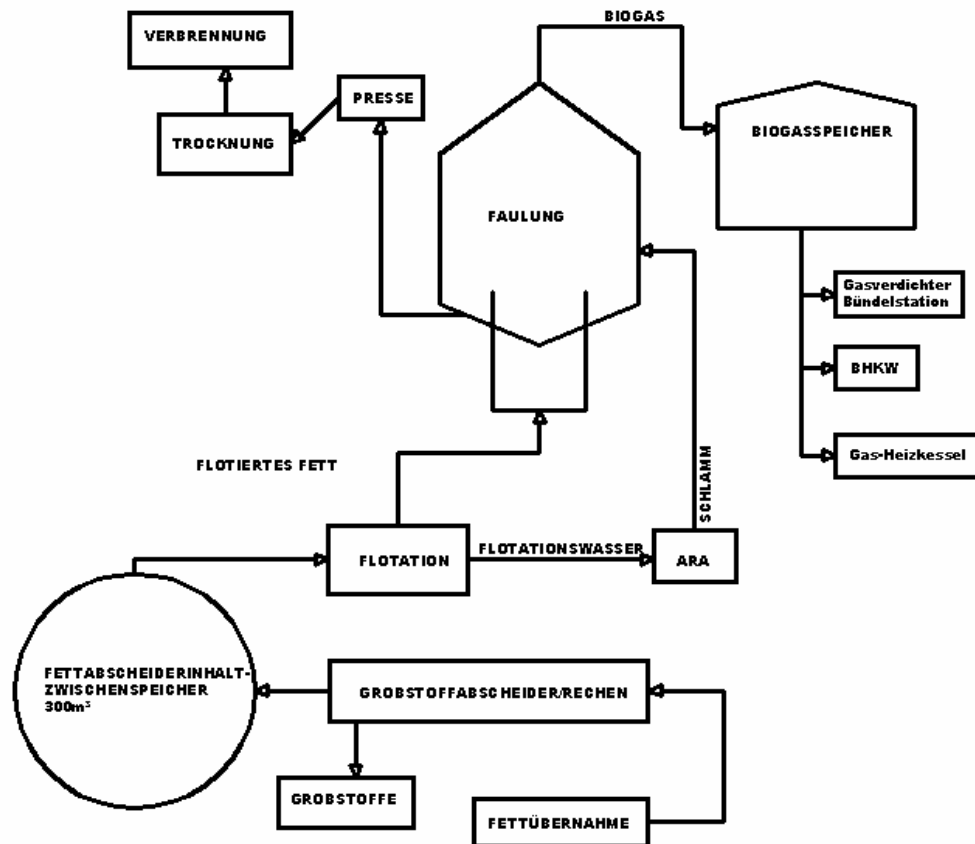 BIOGAS
VERBRENNUNG
PRESSE
TROCKNUNG
BIOGASSPEICHER
FAULUNG
Gasverdichter
Bündelstation
BHKW
Gas-Heizkessel
FLOTIERTES FETT
SCHLAMM
FLOTATION
FLOTATIONSWASSER
ARA
FETTABSCHEIDERINHALT-
ZWISCHENSPEICHER
300m³
GROBSTOFFABSCHEIDER/RECHEN
GROBSTOFFE
FETTÜBERNAHME